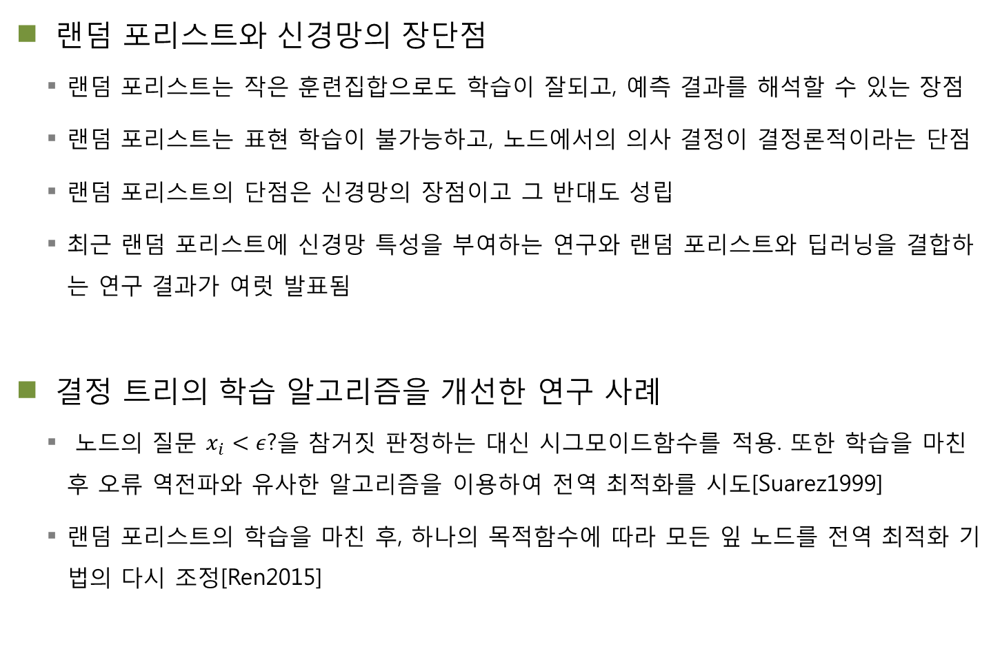 랜덤 포리스트와 신경망의 장단점
랜덤 포리스트는 작은 훈련집합으로도 학습이 잘되고, 예측 결과를 해석할 수 있는 장점
랜덤 포리스트는 표현 학습이 불가능하고, 노드에서의 의사 결정이 결정론적이라는 단점
랜덤 포리스트의 단점은 신경망의 장점이고 그 반대도 성립
최근 랜덤 포리스트에 신경망 특성을 부여하는 연구와 랜덤 포리스트와 딥러닝을 결합하
는 연구 결과가 여럿 발표됨
결정 트리의 학습 알고리즘을 개선한 연구 사례
노드의 질문 𝑥ᵢ < 𝜖?을 참거짓 판정하는 대신 시그모이드함수를 적용. 또한 학습을 마친
후 오류 역전파와 유사한 알고리즘을 이용하여 전역 최적화를 시도[Suarez1999]
랜덤 포리스트의 학습을 마친 후, 하나의 목적함수에 따라 모든 잎 노드를 전역 최적화 기
법의 다시 조정[Ren2015]